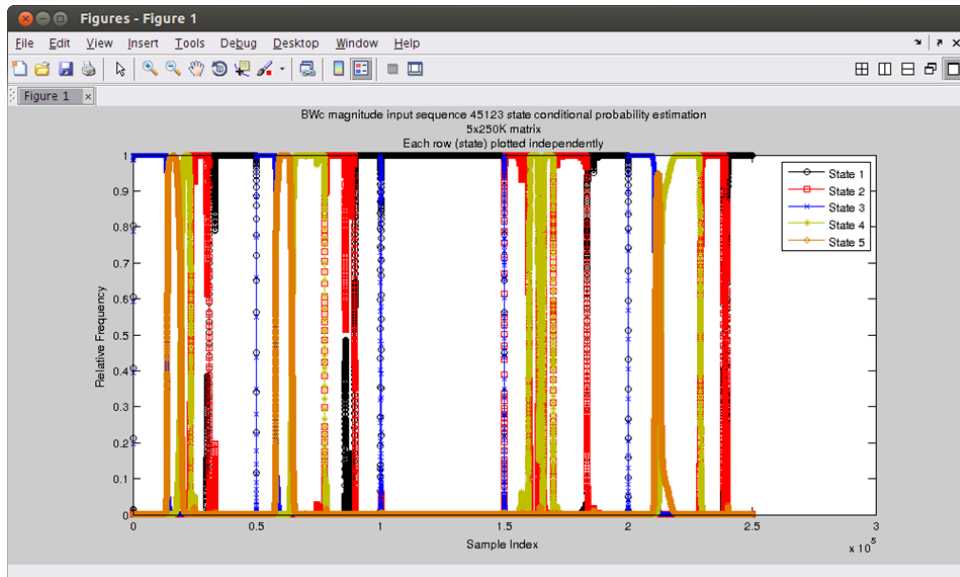 Figures - Figure 1
File Edit View Insert Tools Debug Desktop Window Help
Figure 1
BWc magnitude input sequence 45123 state conditional probability estimation
5x250K matrix
Each row (state) plotted independently
Relative Frequency
1
0.9
0.8
0.7
0.6
0.5
0.4
0.3
0.2
0.1
0
State 1
State 2
State 3
State 4
State 5
0 0.5 1 1.5 2 2.5 3
Sample Index
x 10^5